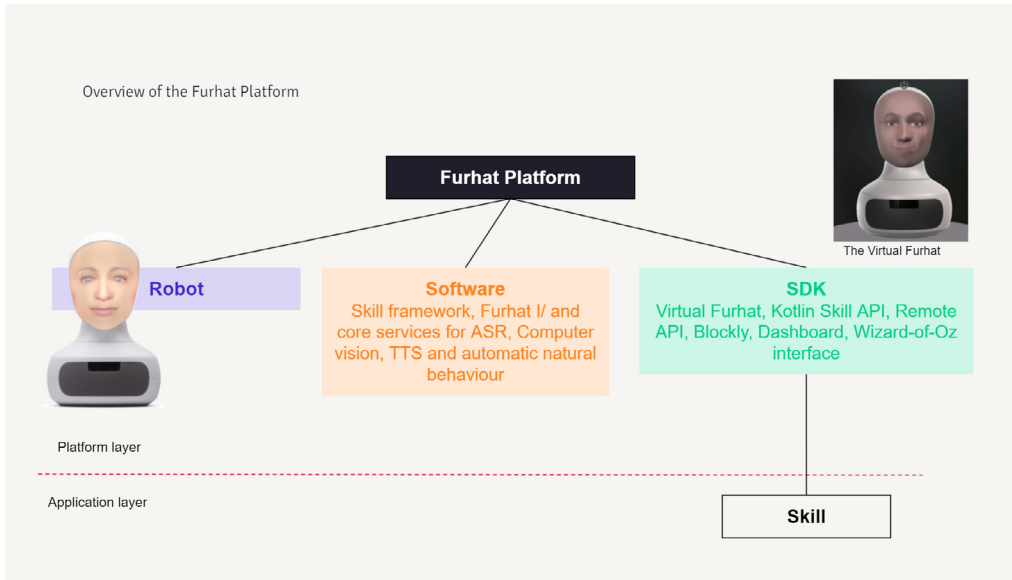 Overview of the Furhat Platform
Furhat Platform
The Virtual Furhat
Robot
Software
Skill framework, Furhat I/ and
core services for ASR, Computer
vision, TTS and automatic natural
behaviour
SDK
Virtual Furhat, Kotlin Skill API, Remote
API, Blockly, Dashboard, Wizard-of-Oz
interface
Platform layer
Application layer
Skill